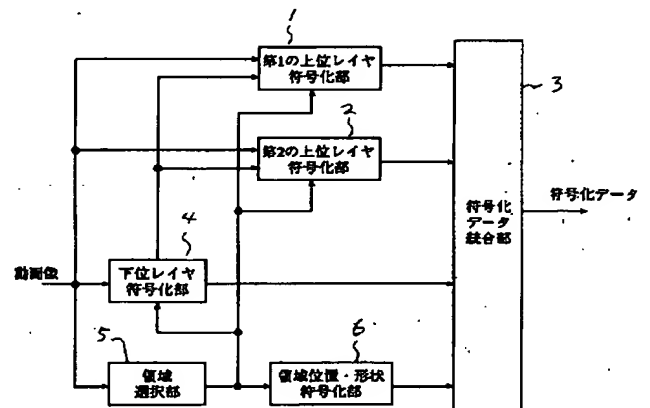 1
第1の上位レイヤ
符号化部
3
2
第2の上位レイヤ
符号化部
符号化データ
符号化
データ
統合部
4
動画像
下位レイヤ
符号化部
5
6
領域
選択部
領域位置・形状
符号化部